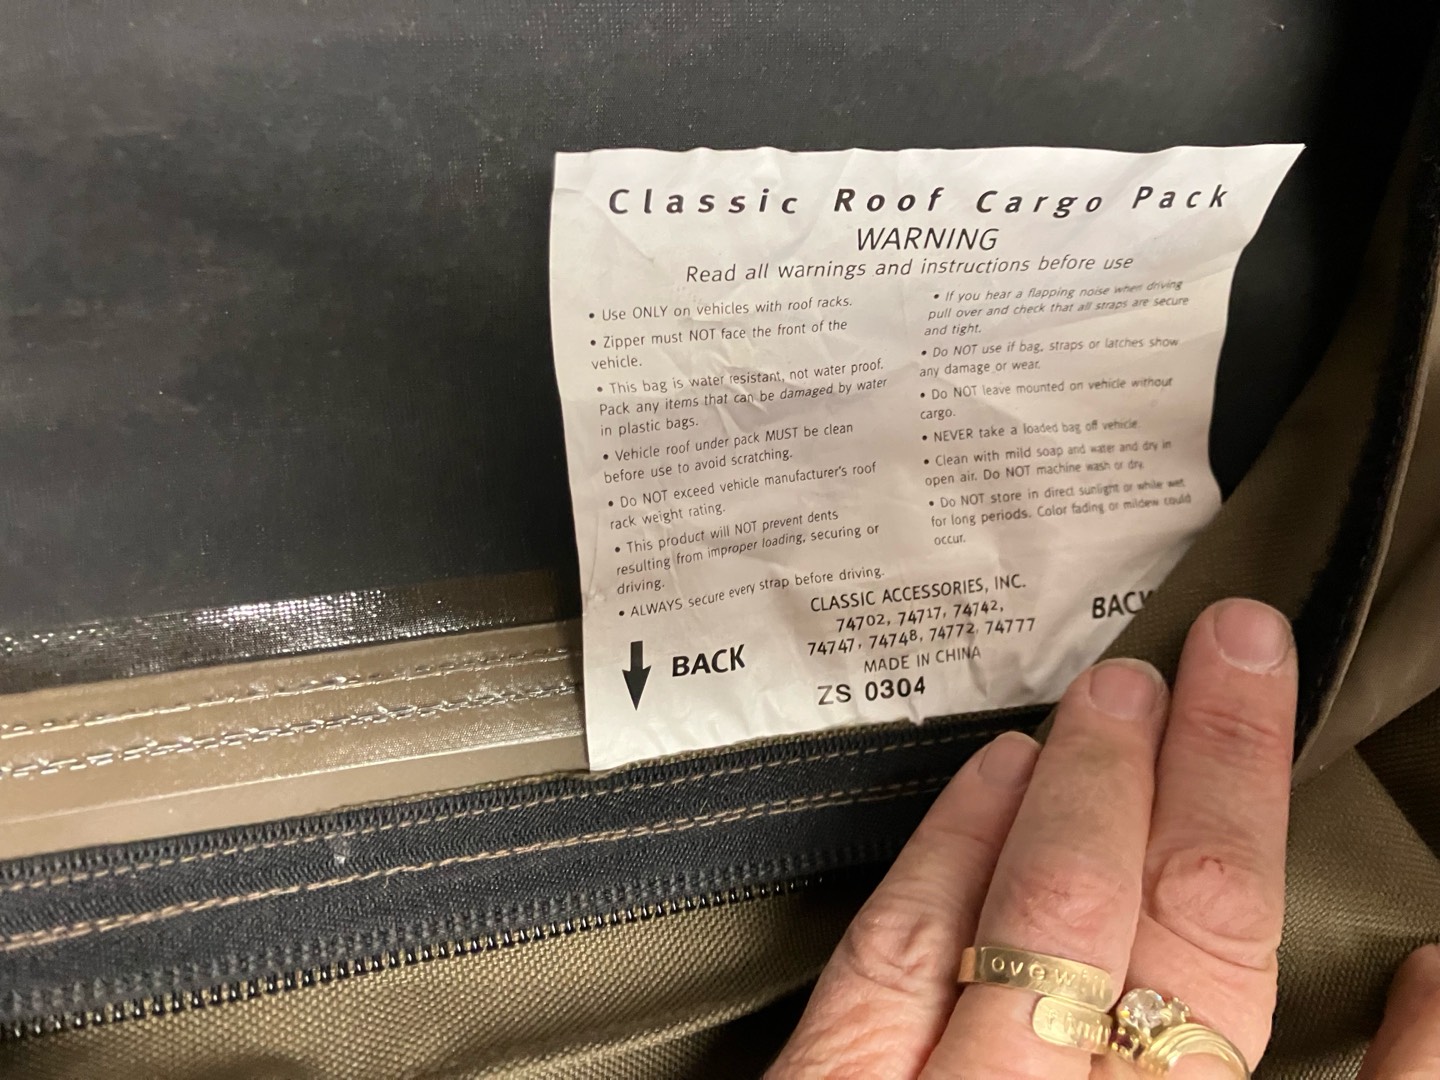 Classic Roof Cargo Pack
WARNING
Read all warnings and instructions before use
• Use ONLY on vehicles with roof racks.
• Zipper must NOT face the front of the
vehicle.
• This bag is water resistant, not water proof.
Pack any items that can be damaged by water
in plastic bags.
• Vehicle roof under pack MUST be clean
before use to avoid scratching.
• Do NOT exceed vehicle manufacturer's roof
rack weight rating.
• This product will NOT prevent dents
resulting from improper loading, securing or
driving.
• ALWAYS secure every strap before driving.
• If you hear a flapping noise when driving
pull over and check that all straps are secure
and tight.
• Do NOT use if bag, straps or latches show
any damage or wear.
• Do NOT leave mounted on vehicle without
cargo.
• NEVER take a loaded bag off vehicle.
• Clean with mild soap and water and dry in
open air. Do NOT machine wash or dry.
• Do NOT store in direct sunlight or while wet
for long periods. Color fading or mildew could
occur.
CLASSIC ACCESSORIES, INC.
74702, 74717, 74742,
74747, 74748, 74772, 74777
MADE IN CHINA
ZS 0304
BACK
BACK
ove wi